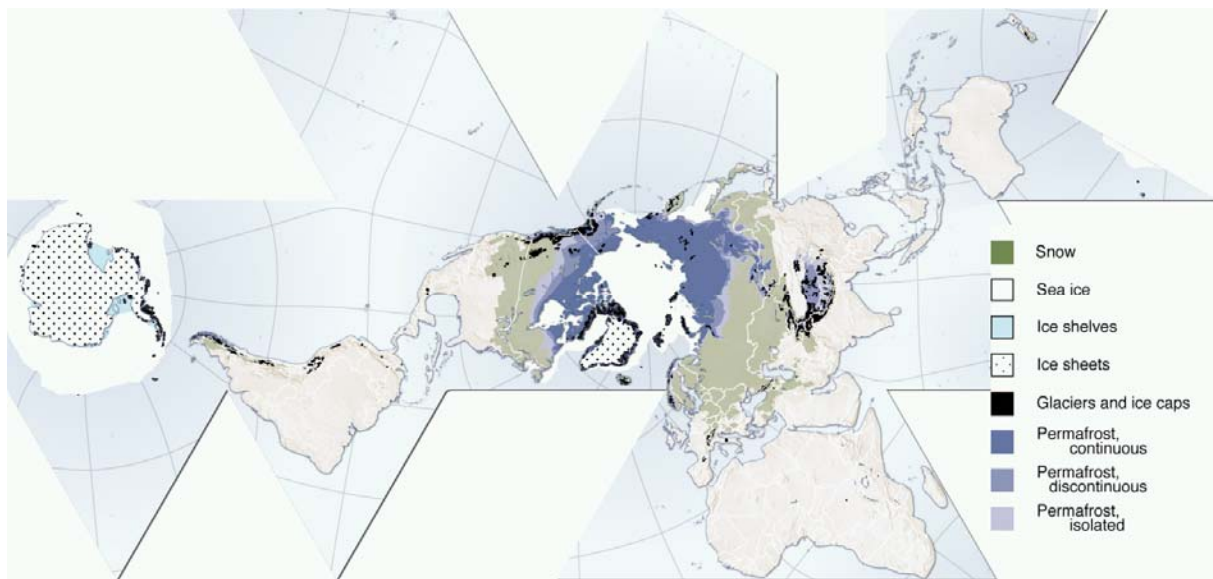 Snow
Sea ice
Ice shelves
Ice sheets
Glaciers and ice caps
Permafrost,
continuous
Permafrost,
discontinuous
Permafrost,
isolated